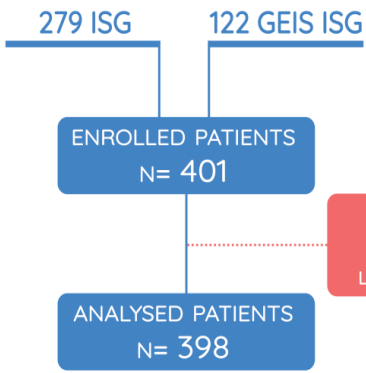 279 ISG
122 GEIS ISG
ENROLLED PATIENTS
N= 401
ANALYSED PATIENTS
N= 398